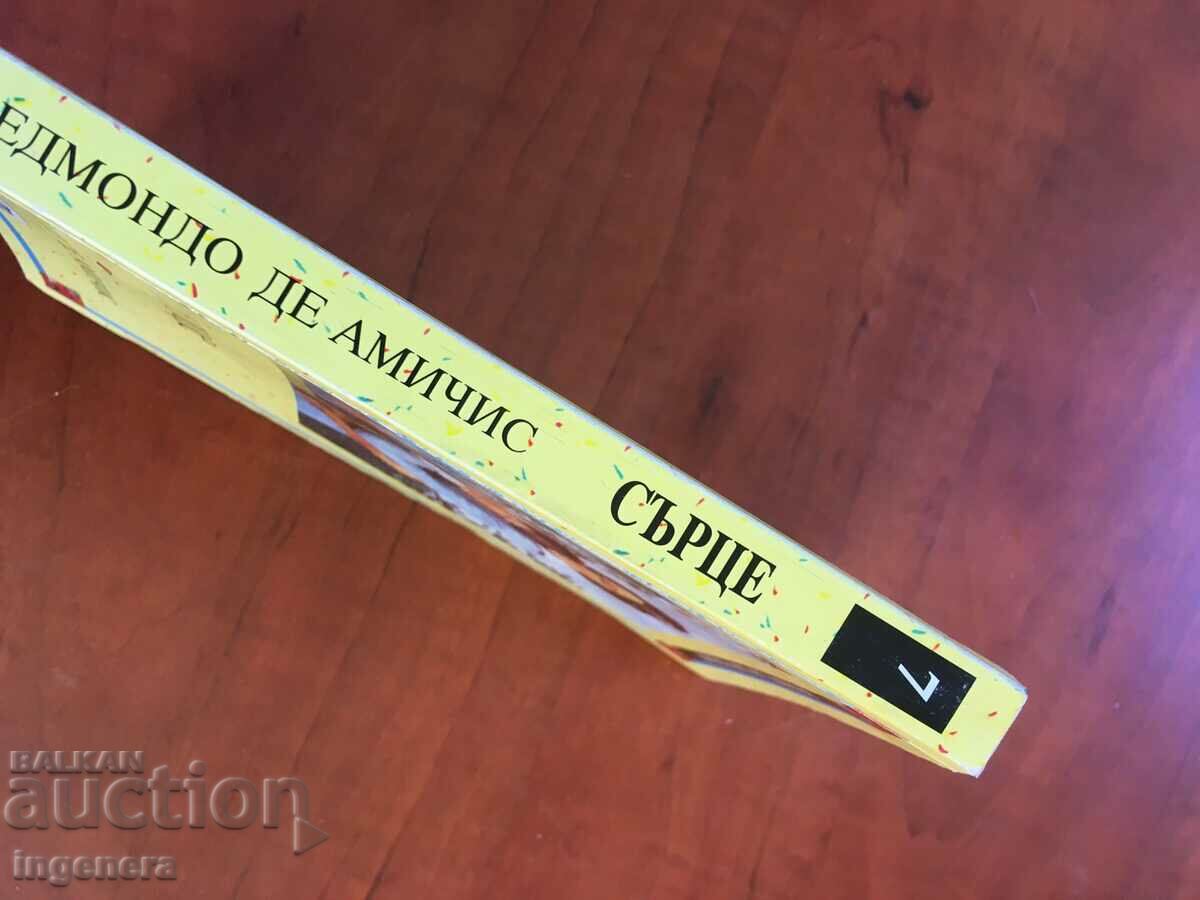 ЕДМОНДО ДЕ АМИЧИС СЪРЦЕ 7
BALKAN
auction
ingenera